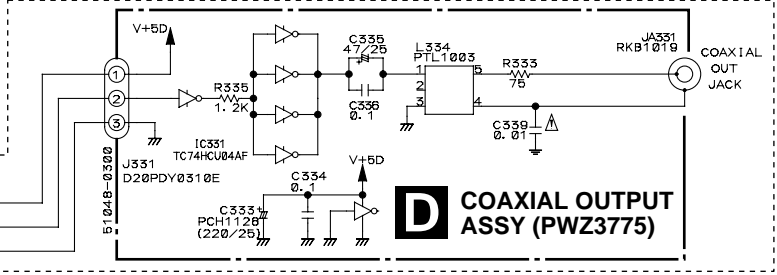 V+5D
1
2
3
51048-0300
J331
D20PDY0310E
R335
1.2K
IC331
TC74HCU04AF
C335
47/25
+
C336
0.1
L334
PTL1003
1
2
3
5
4
R333
75
C339
0.01
JA331
RKB1019
COAXIAL
OUT
JACK
V+5D
C334
0.1
C333+
PCH1128
(220/25)
D
COAXIAL OUTPUT
ASSY (PWZ3775)